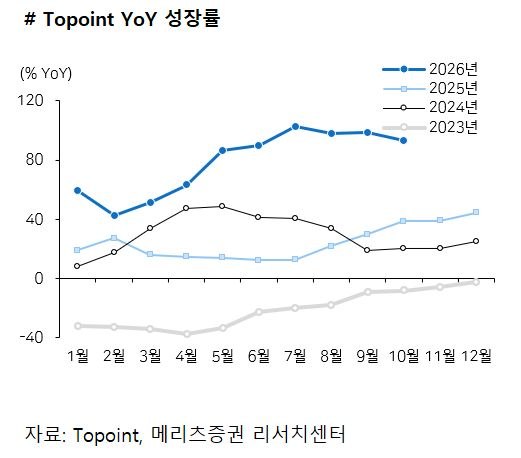 # Topoint YoY 성장률
(% YoY)
2026년
2025년
2024년
2023년
120
80
40
0
-40
1월 2월 3월 4월 5월 6월 7월 8월 9월 10월 11월 12월
자료: Topoint, 메리츠증권 리서치센터